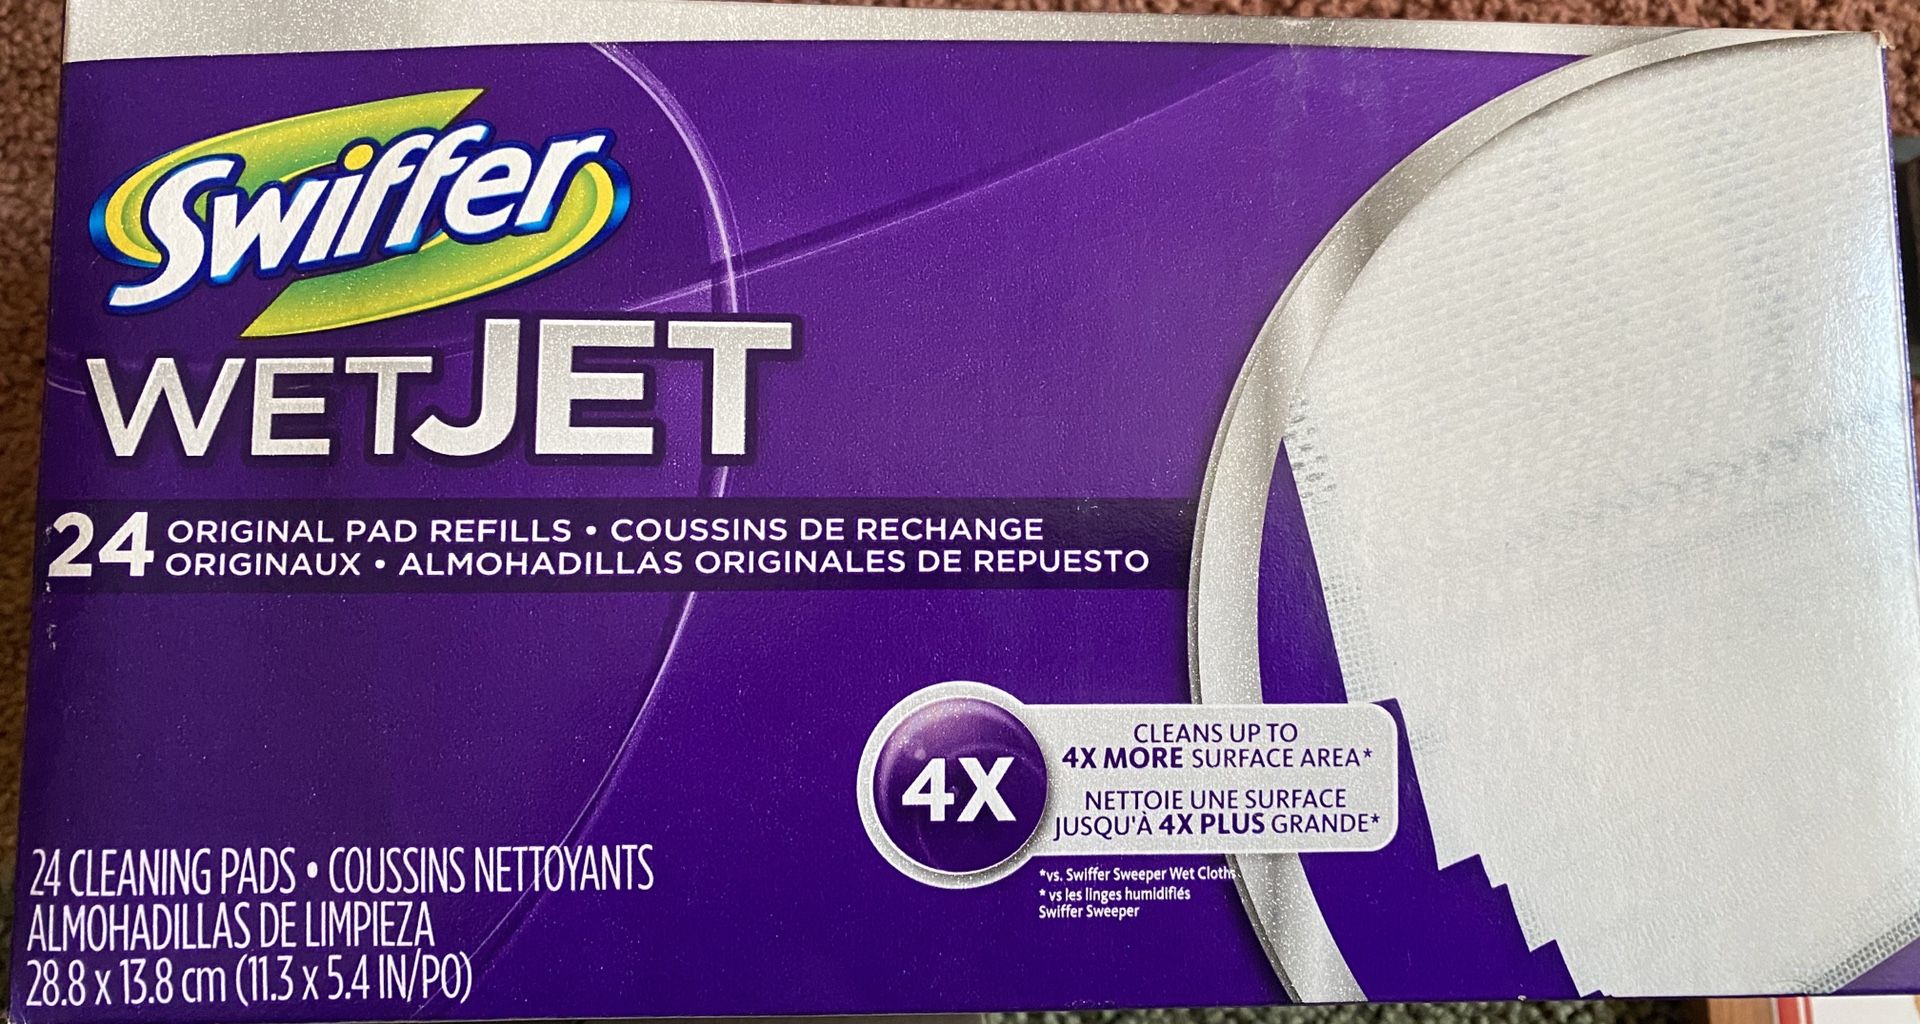 Swiffer
WETJET
24 ORIGINAL PAD REFILLS • COUSSINS DE RECHANGE
ORIGINAUX • ALMOHADILLAS ORIGINALES DE REPUESTO
4X
CLEANS UP TO
4X MORE SURFACE AREA*
NETTOIE UNE SURFACE
JUSQU'À 4X PLUS GRANDE*
*vs. Swiffer Sweeper Wet Cloths
* vs les linges humidifiés
Swiffer Sweeper
24 CLEANING PADS • COUSSINS NETTOYANTS
ALMOHADILLAS DE LIMPIEZA
28.8 x 13.8 cm (11.3 x 5.4 IN/PO)